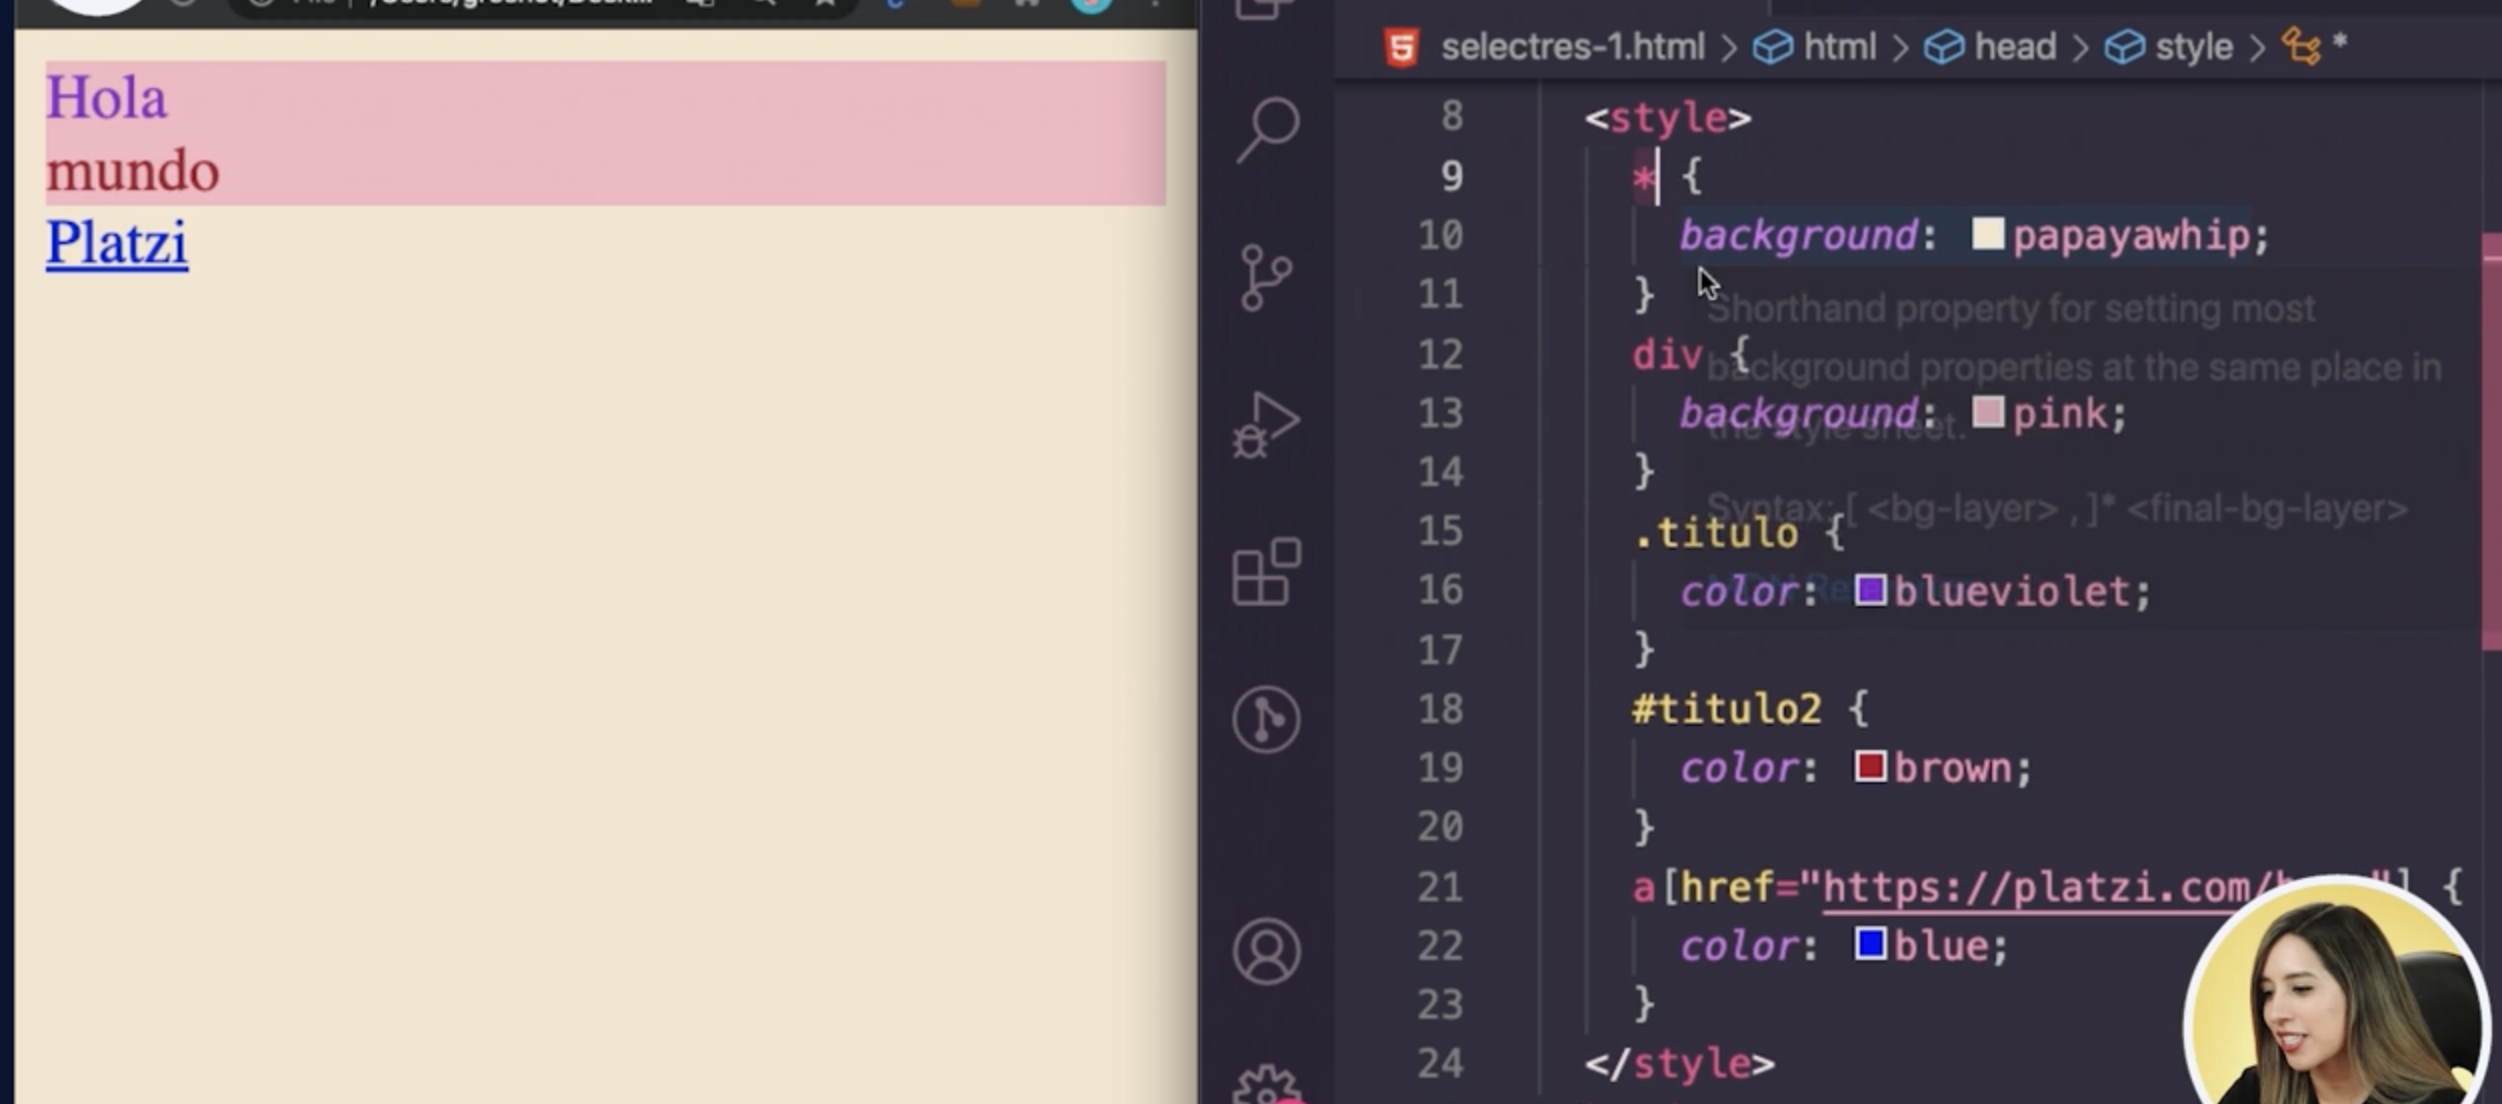 Hola
mundo
Platzi
selectres-1.html > html > head > style > *
8 <style>
9 * {
10 background: papayawhip;
11 }
Shorthand property for setting most
12 div {
background properties at the same place in
13 background: pink;
the style sheet.
14 }
Syntax: [ <bg-layer> , ]* <final-bg-layer>
15 .titulo {
16 color: blueviolet;
MDN
17 }
18 #titulo2 {
19 color: brown;
20 }
21 a[href="https://platzi.com/ "] {
22 color: blue;
23 }
24 </style>